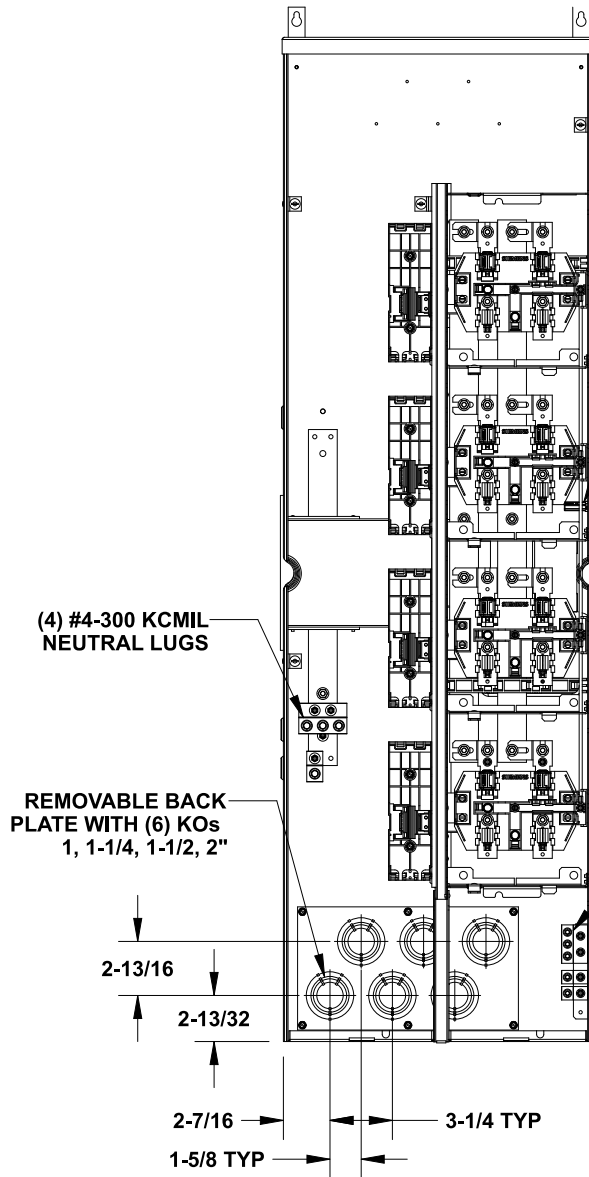 (4) #4-300 KCMIL
NEUTRAL LUGS
REMOVABLE BACK
PLATE WITH (6) KOs
1, 1-1/4, 1-1/2, 2"
2-13/16
2-13/32
2-7/16
3-1/4 TYP
1-5/8 TYP